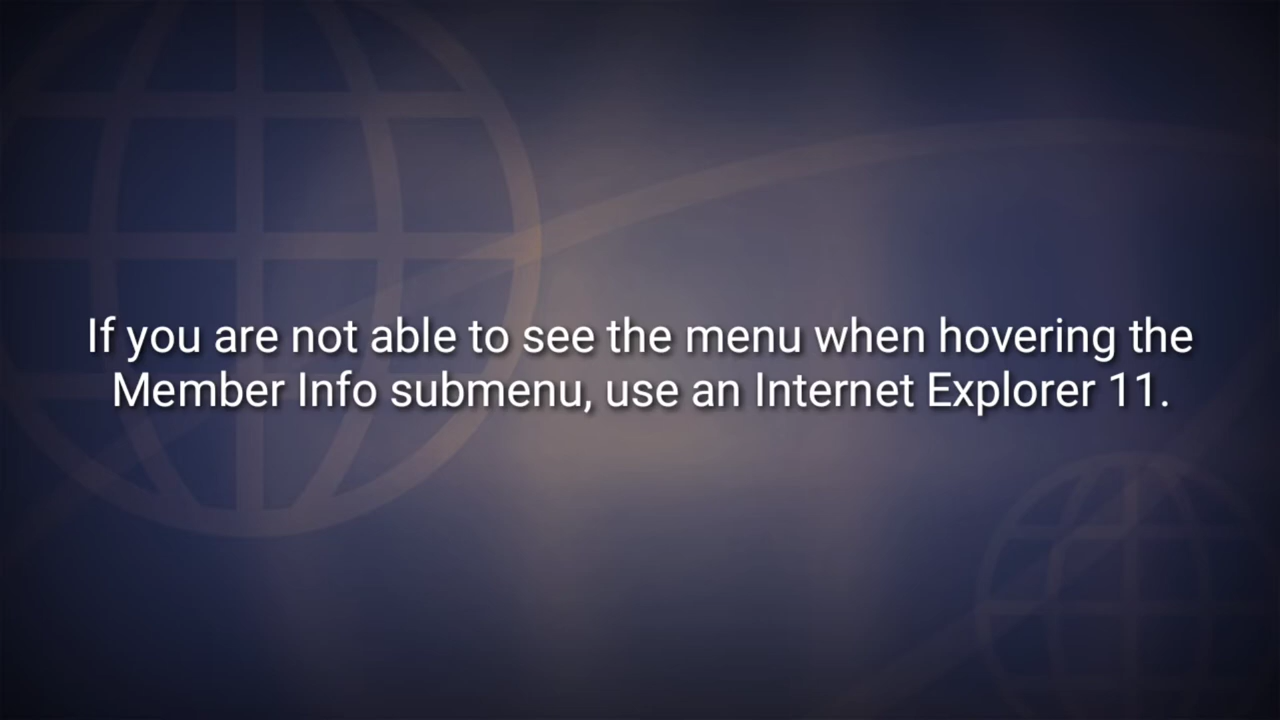 If you are not able to see the menu when hovering the
Member Info submenu, use an Internet Explorer 11.